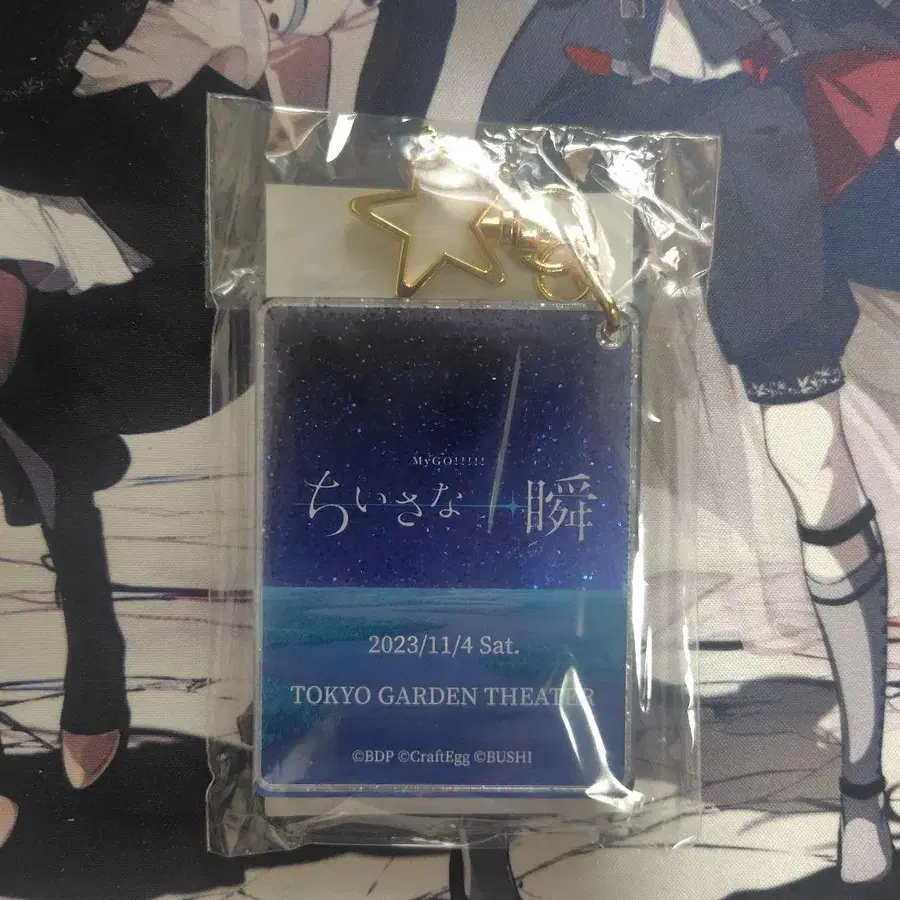 MyGO!!!!!
ちいさな一瞬
2023/11/4 Sat.
TOKYO GARDEN THEATER
©BDP ©CraftEgg ©BUSHI